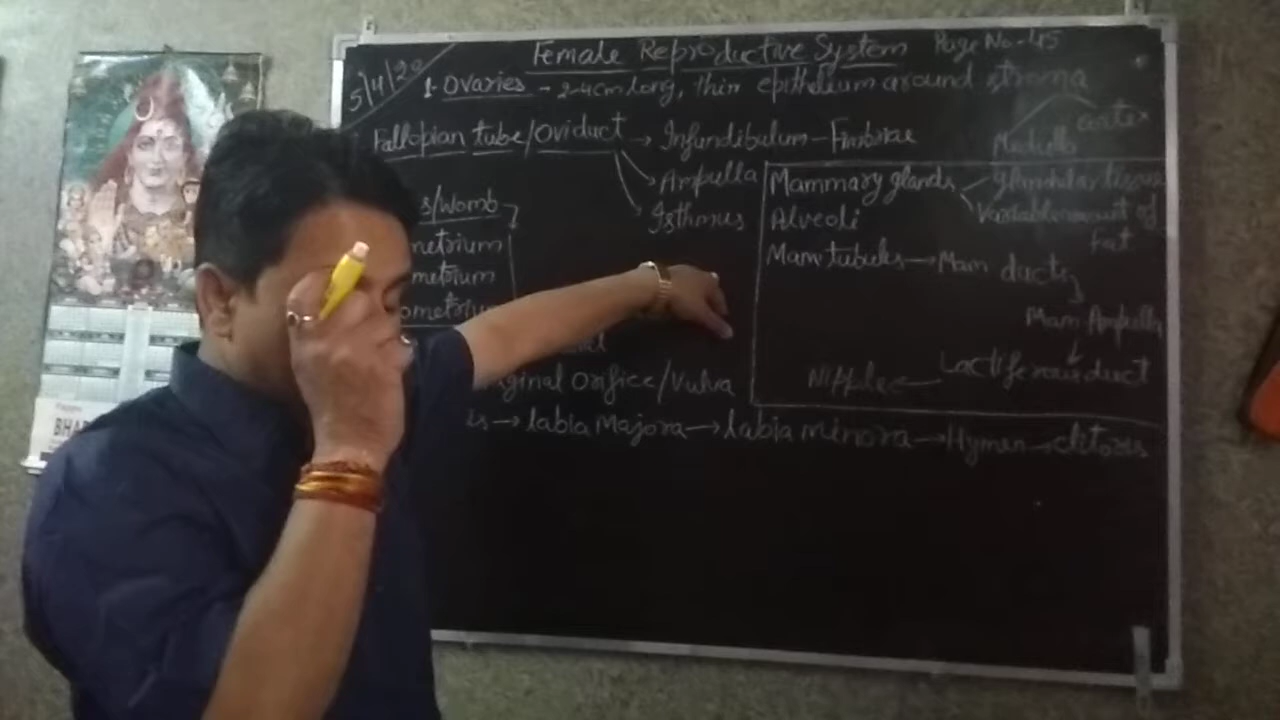 Female Reproductive System Page No-45
5/4/20
1. Ovaries - 2-4cm long, thin epithelium around stroma
cortex
Medulla
Fallopian tube/Oviduct → Infundibulum - Fimbriae
Ampulla
Isthmus
s/Womb
metrium
metrium
ometrium
ginal Orifice/Vulva
is → labia Majora → labia minora → Hymen → clitoris
Mammary glands glandular tissue
Variable amount of
Fat
Alveoli
Mam tubules → Mam ducts
Mam Ampulla
Lactiferous duct
Nipple
BHA